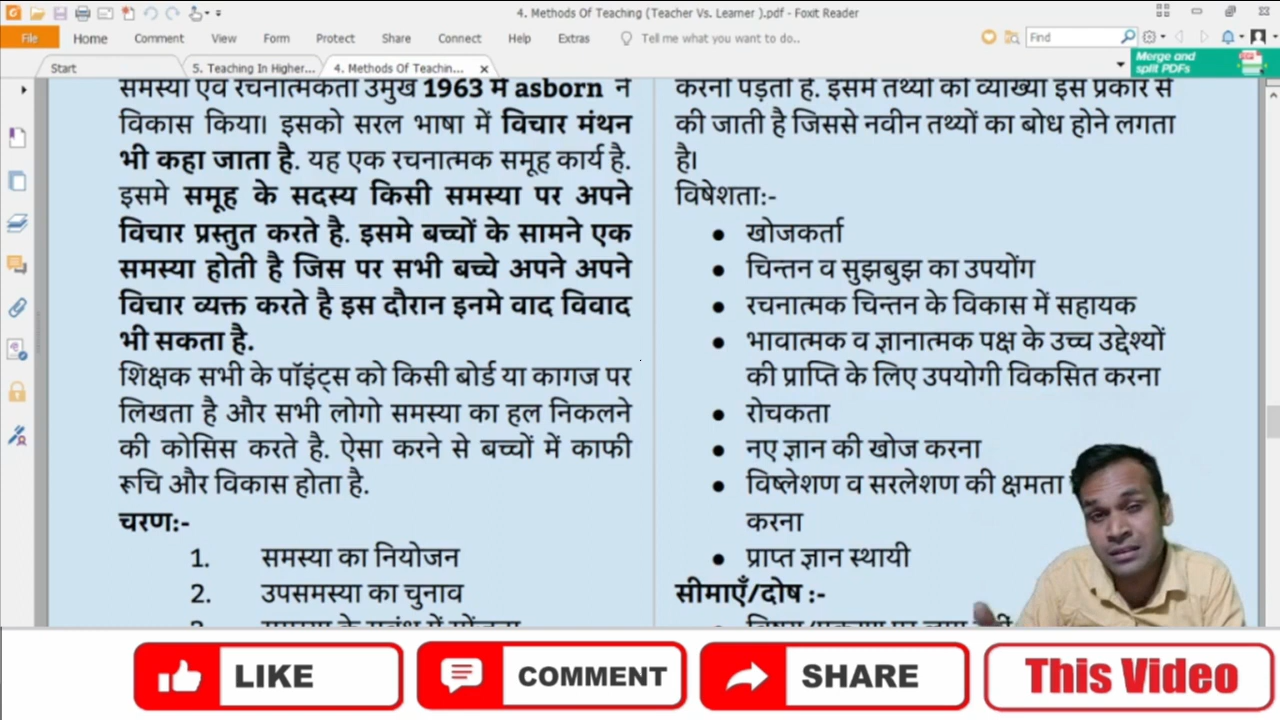 4. Methods Of Teaching (Teacher Vs. Learner ).pdf - Foxit Reader
File Home Comment View Form Protect Share Connect Help Extras Tell me what you want to do.. Find
Start 5. Teaching In Higher... 4. Methods Of Teachin...
Merge and
split PDFs
समस्या एवं रचनात्मकता उमुख 1963 में asborn ने
विकास किया। इसको सरल भाषा में विचार मंथन
भी कहा जाता है. यह एक रचनात्मक समूह कार्य है.
इसमे समूह के सदस्य किसी समस्या पर अपने
विचार प्रस्तुत करते है. इसमे बच्चों के सामने एक
समस्या होती है जिस पर सभी बच्चे अपने अपने
विचार व्यक्त करते है इस दौरान इनमे वाद विवाद
भी सकता है.
शिक्षक सभी के पॉइंट्स को किसी बोर्ड या कागज पर
लिखता है और सभी लोगो समस्या का हल निकलने
की कोसिस करते है. ऐसा करने से बच्चों में काफी
रूचि और विकास होता है.
चरण:-
1. समस्या का नियोजन
2. उपसमस्या का चुनाव
करना पड़ता है. इसमें तथ्यों की व्याख्या इस प्रकार से
की जाती है जिससे नवीन तथ्यों का बोध होने लगता
है।
विषेशता:-
● खोजकर्ता
● चिन्तन व सुझबुझ का उपयोंग
● रचनात्मक चिन्तन के विकास में सहायक
● भावात्मक व ज्ञानात्मक पक्ष के उच्च उद्देश्यों
की प्राप्ति के लिए उपयोगी विकसित करना
● रोचकता
● नए ज्ञान की खोज करना
● विष्लेशण व सरलेशण की क्षमता
करना
● प्राप्त ज्ञान स्थायी
सीमाएँ/दोष :-
LIKE COMMENT SHARE This Video